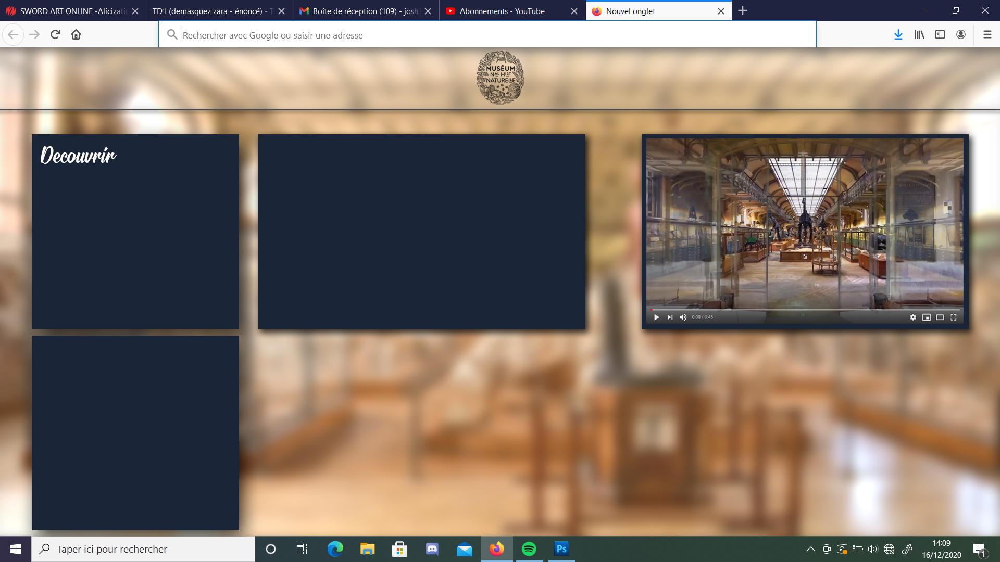 SWORD ART ONLINE -Alicizati
TD1 (demasquez zara - énoncé) - T
Boîte de réception (109) - josh.
Abonnements - YouTube
Nouvel onglet
Rechercher avec Google ou saisir une adresse
MUSÉUM
NAL HIST
NATURELLE
Decouvrir
0:00 / 0:45
Taper ici pour rechercher
Ps
14:09
16/12/2020
1